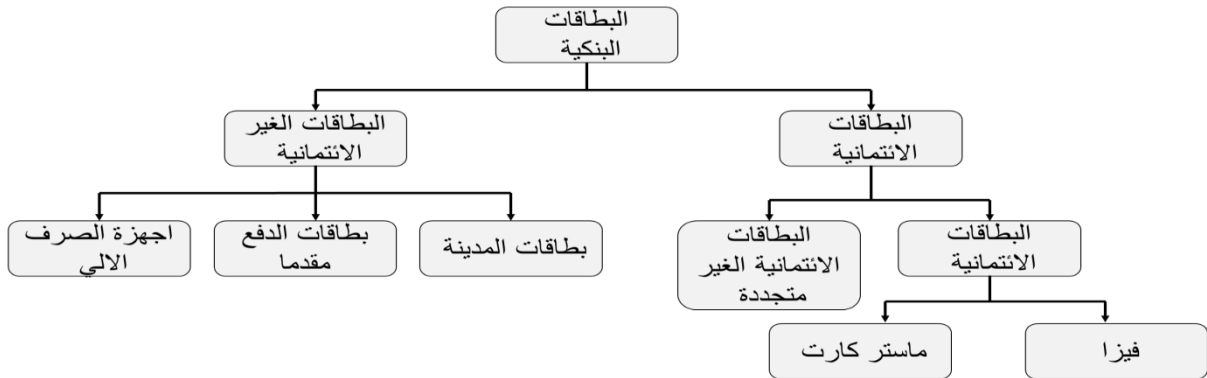 البطاقات
البنكية
البطاقات
الائتمانية
البطاقات الغير
الائتمانية
البطاقات
الائتمانية
البطاقات
الائتمانية الغير
متجددة
بطاقات المدينة
بطاقات الدفع
مقدما
اجهزة الصرف
الالي
فيزا
ماستر كارت